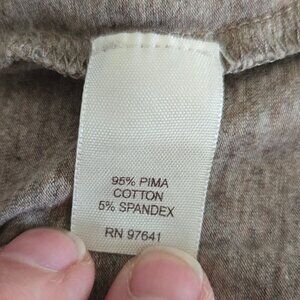 95% PIMA
COTTON
5% SPANDEX
RN 97641